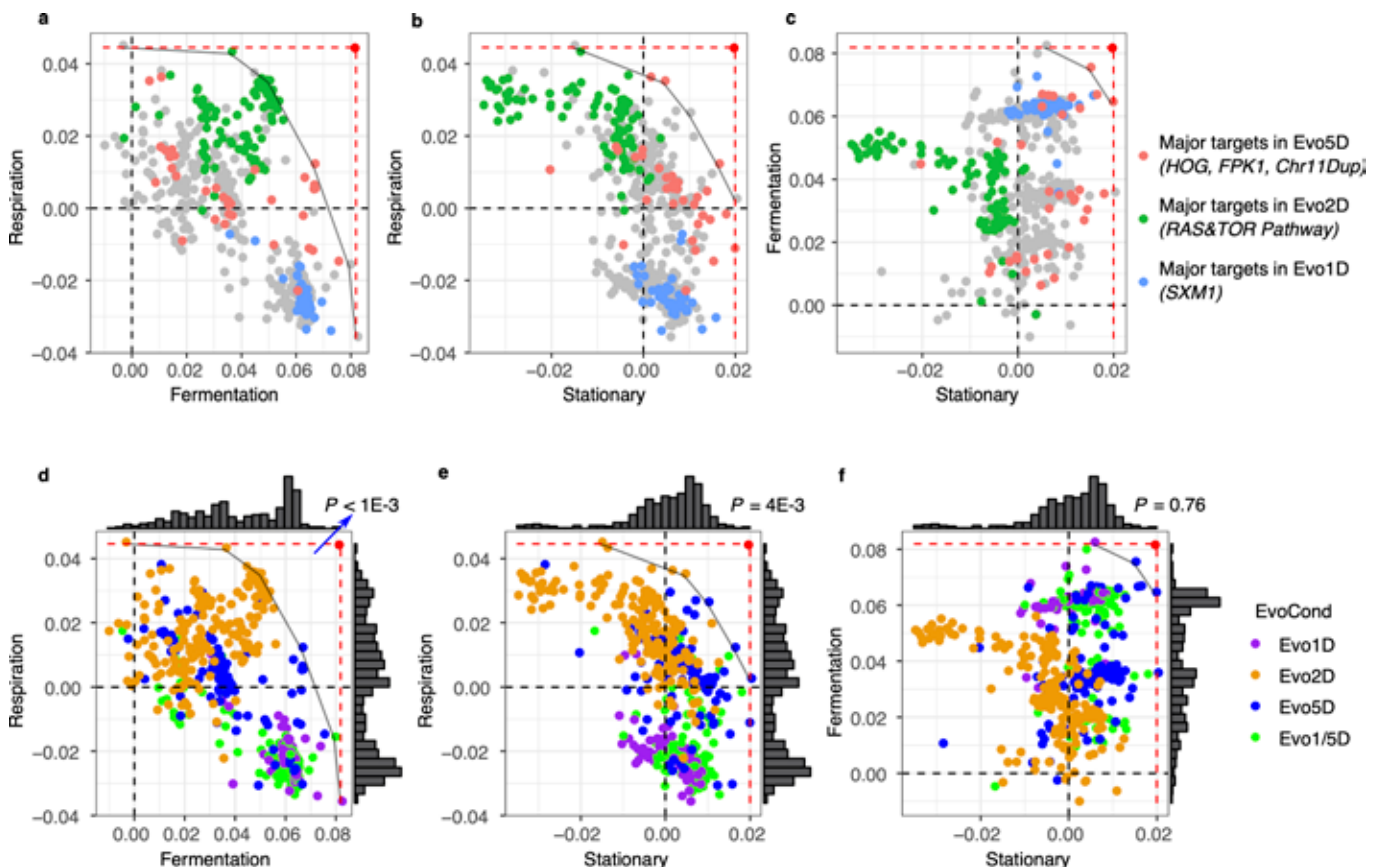 a
b
c
0.04
0.02
0.00
−0.02
−0.04
Respiration
0.00 0.02 0.04 0.06 0.08
Fermentation
0.04
0.02
0.00
−0.02
−0.04
Respiration
−0.02 0.00 0.02
Stationary
0.08
0.06
0.04
0.02
0.00
Fermentation
−0.02 0.00 0.02
Stationary
Major targets in Evo5D
(HOG, FPK1, Chr11Dup)
Major targets in Evo2D
(RAS&TOR Pathway)
Major targets in Evo1D
(SXM1)
d
e
f
P < 1E-3
P = 4E-3
P = 0.76
0.04
0.02
0.00
−0.02
−0.04
Respiration
0.00 0.02 0.04 0.06 0.08
Fermentation
0.04
0.02
0.00
−0.02
−0.04
Respiration
−0.02 0.00 0.02
Stationary
0.08
0.06
0.04
0.02
0.00
Fermentation
−0.02 0.00 0.02
Stationary
EvoCond
Evo1D
Evo2D
Evo5D
Evo1/5D